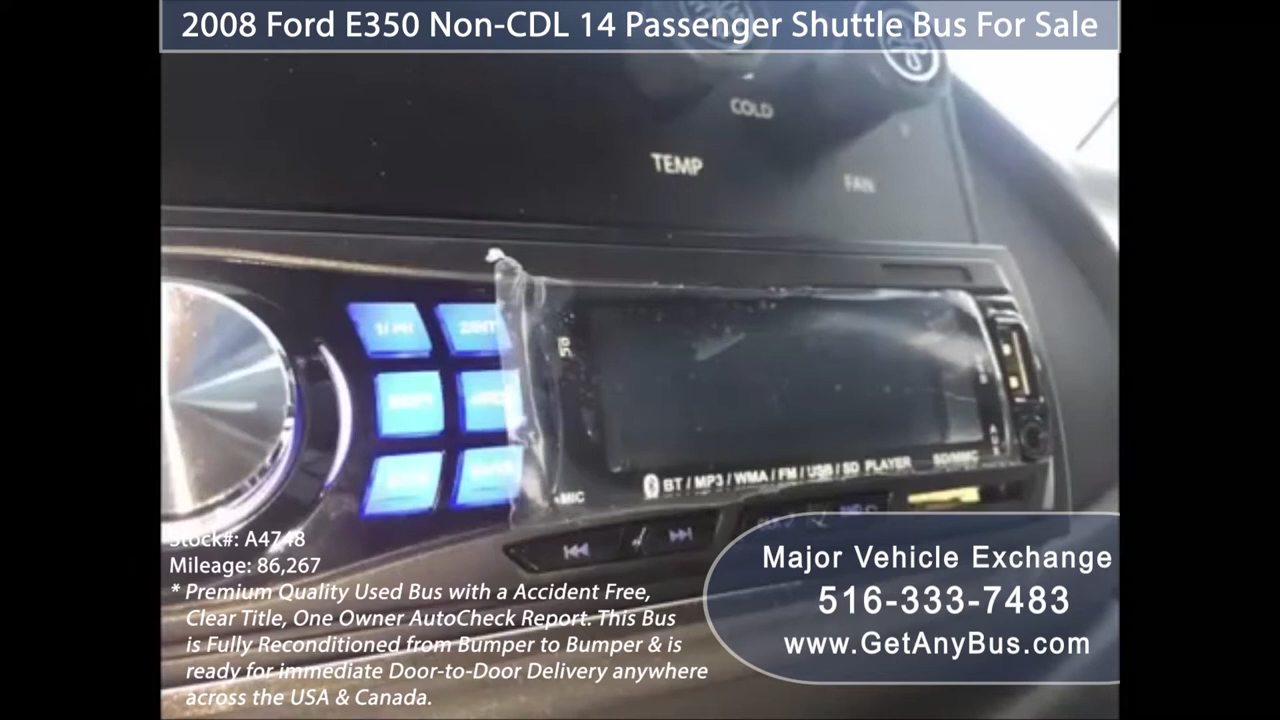 2008 Ford E350 Non-CDL 14 Passenger Shuttle Bus For Sale
COLD
TEMP
FAN
BT / MP3 / WMA / FM / USB / SD PLAYER
SD/MMC
MIC
Stock#: A4748
Mileage: 86,267
* Premium Quality Used Bus with a Accident Free,
Clear Title, One Owner AutoCheck Report. This Bus
is Fully Reconditioned from Bumper to Bumper & is
ready for immediate Door-to-Door Delivery anywhere
across the USA & Canada.
Major Vehicle Exchange
516-333-7483
www.GetAnyBus.com